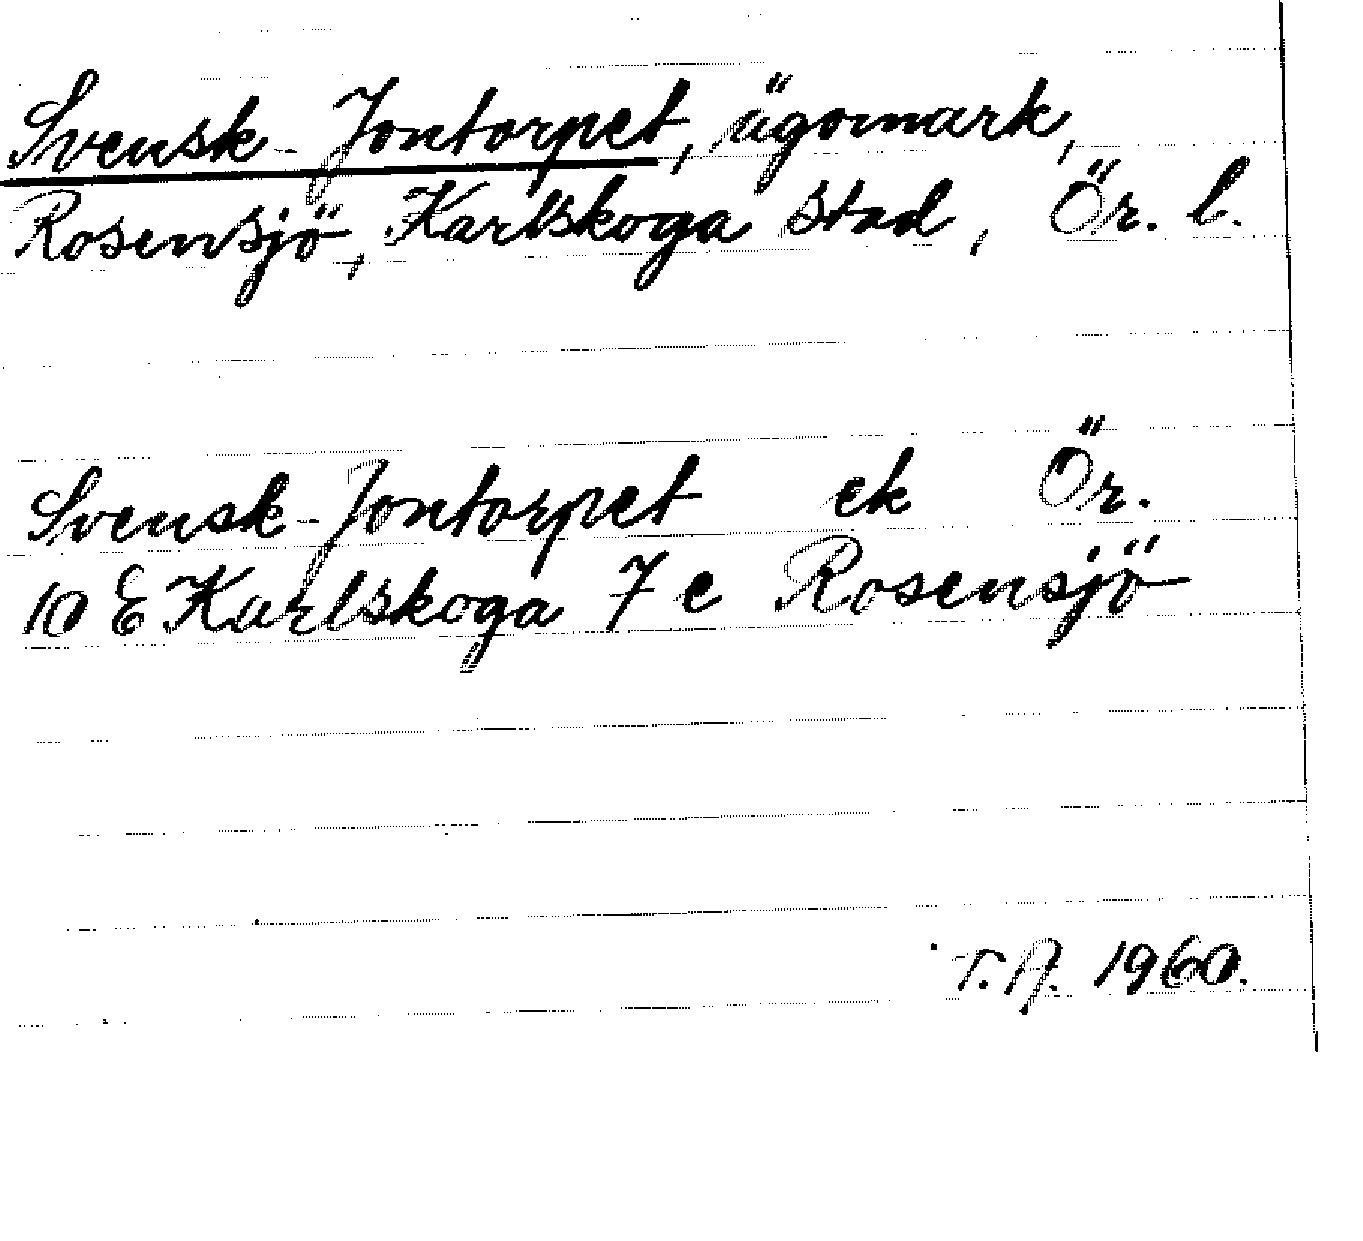 Svensk-Jontorpet, ägomark,
Rosensjö, Karlskoga stad, Ör. l.
Svensk-Jontorpet ek Ör.
10 E Karlskoga 7 e Rosensjö
T.A. 1960.